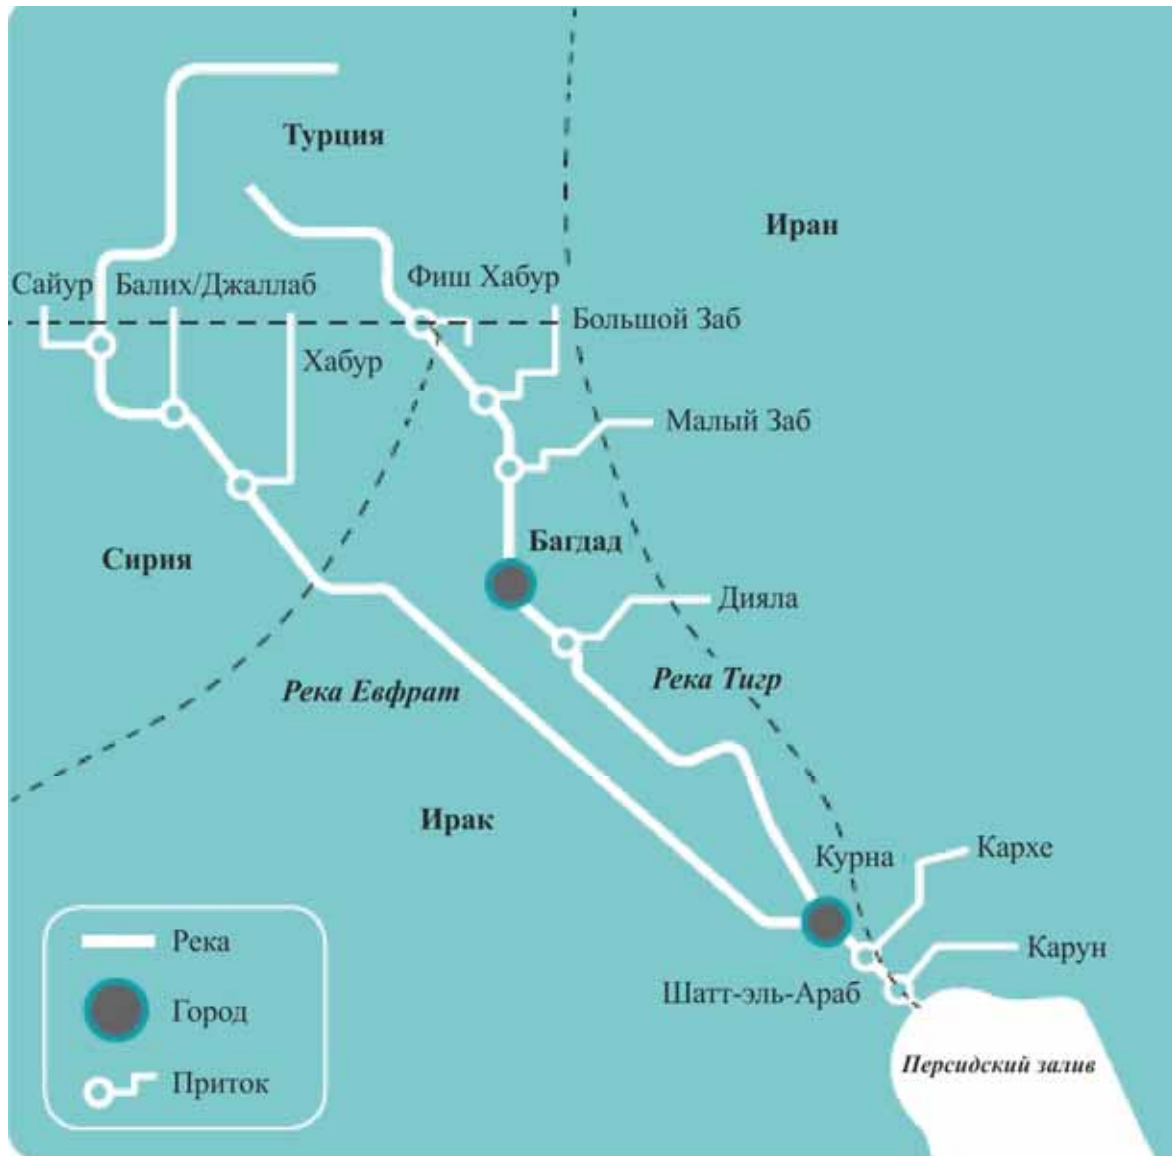 Турция
Иран
Сайур
Балих/Джаллаб
Фиш Хабур
Большой Заб
Хабур
Малый Заб
Багдад
Сирия
Дияла
Река Евфрат
Река Тигр
Ирак
Курна
Кархе
Река
Карун
Шатт-эль-Араб
Город
Персидский залив
Приток